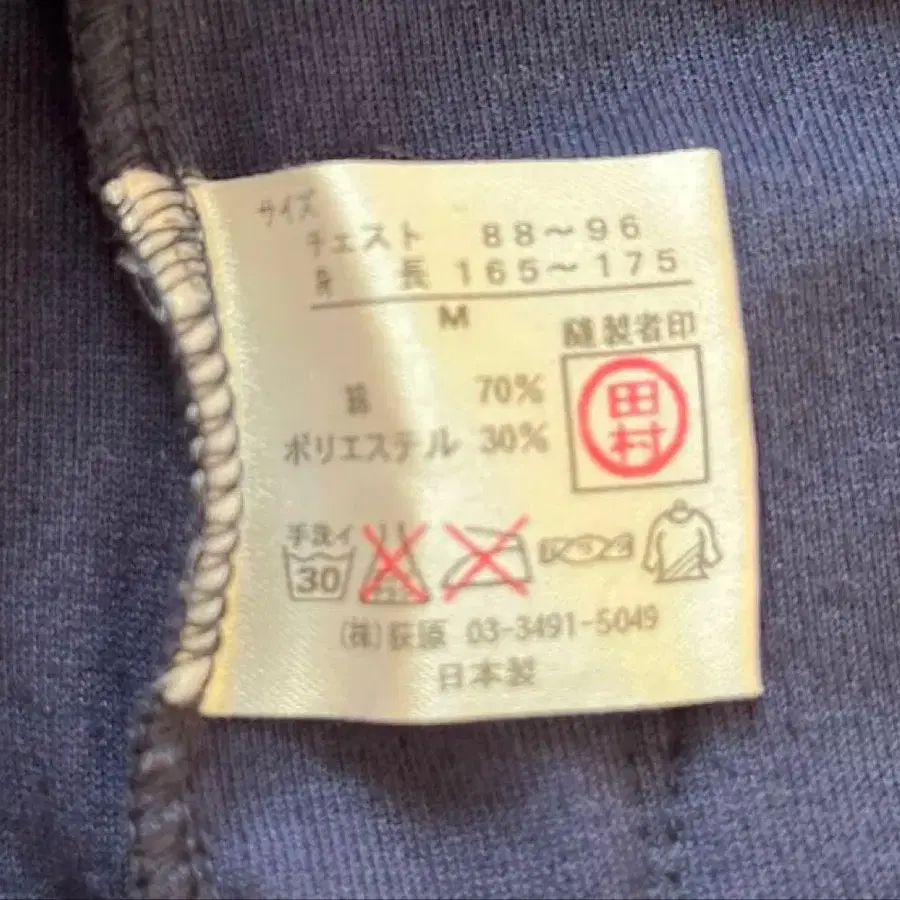 サイズ
チェスト 88〜96
身 長 165〜175
M
縫製者印
田村
綿 70%
ポリエステル 30%
手洗イ
30
(株)荻原 03-3491-5049
日本製